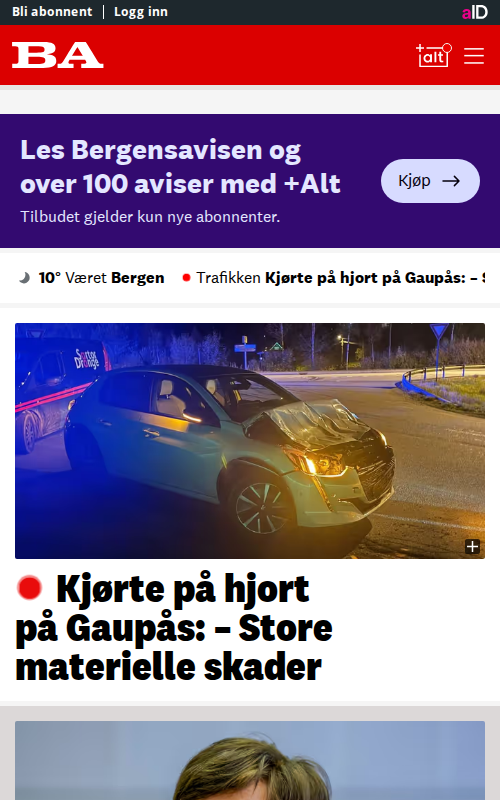 Bli abonnent | Logg inn
aID
BA
+alt
Les Bergensavisen og
over 100 aviser med +Alt
Kjøp →
Tilbudet gjelder kun nye abonnenter.
10° Været Bergen
Trafikken Kjørte på hjort på Gaupås: –
Kjørte på hjort
på Gaupås: – Store
materielle skader